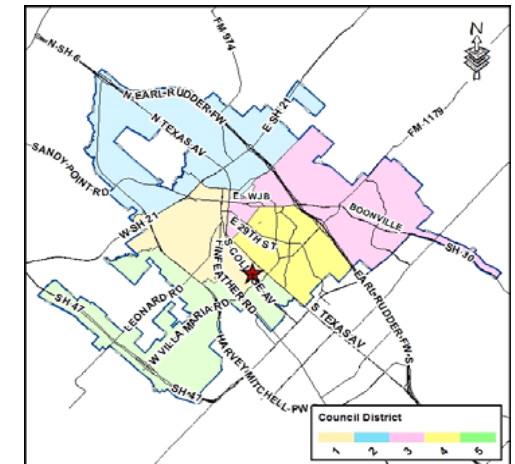 FM 974
N
N-SH-6
N-EARL-RUDDER-FW
E SH 21
N TEXAS AV
FM-1179
SANDY-POINT-RD
E WJB
BOONVILLE
W-SH 21
E 29TH ST
SH-30
S COLLEGE AV
FINFEATHER RD
LEONARD RD
SH 47
W VILLA MARIA RD
S TEXAS AV
EARL-RUDDER-FW-S
HARVEY-MITCHELL-PW
SH-47
Council District
1 2 3 4 5